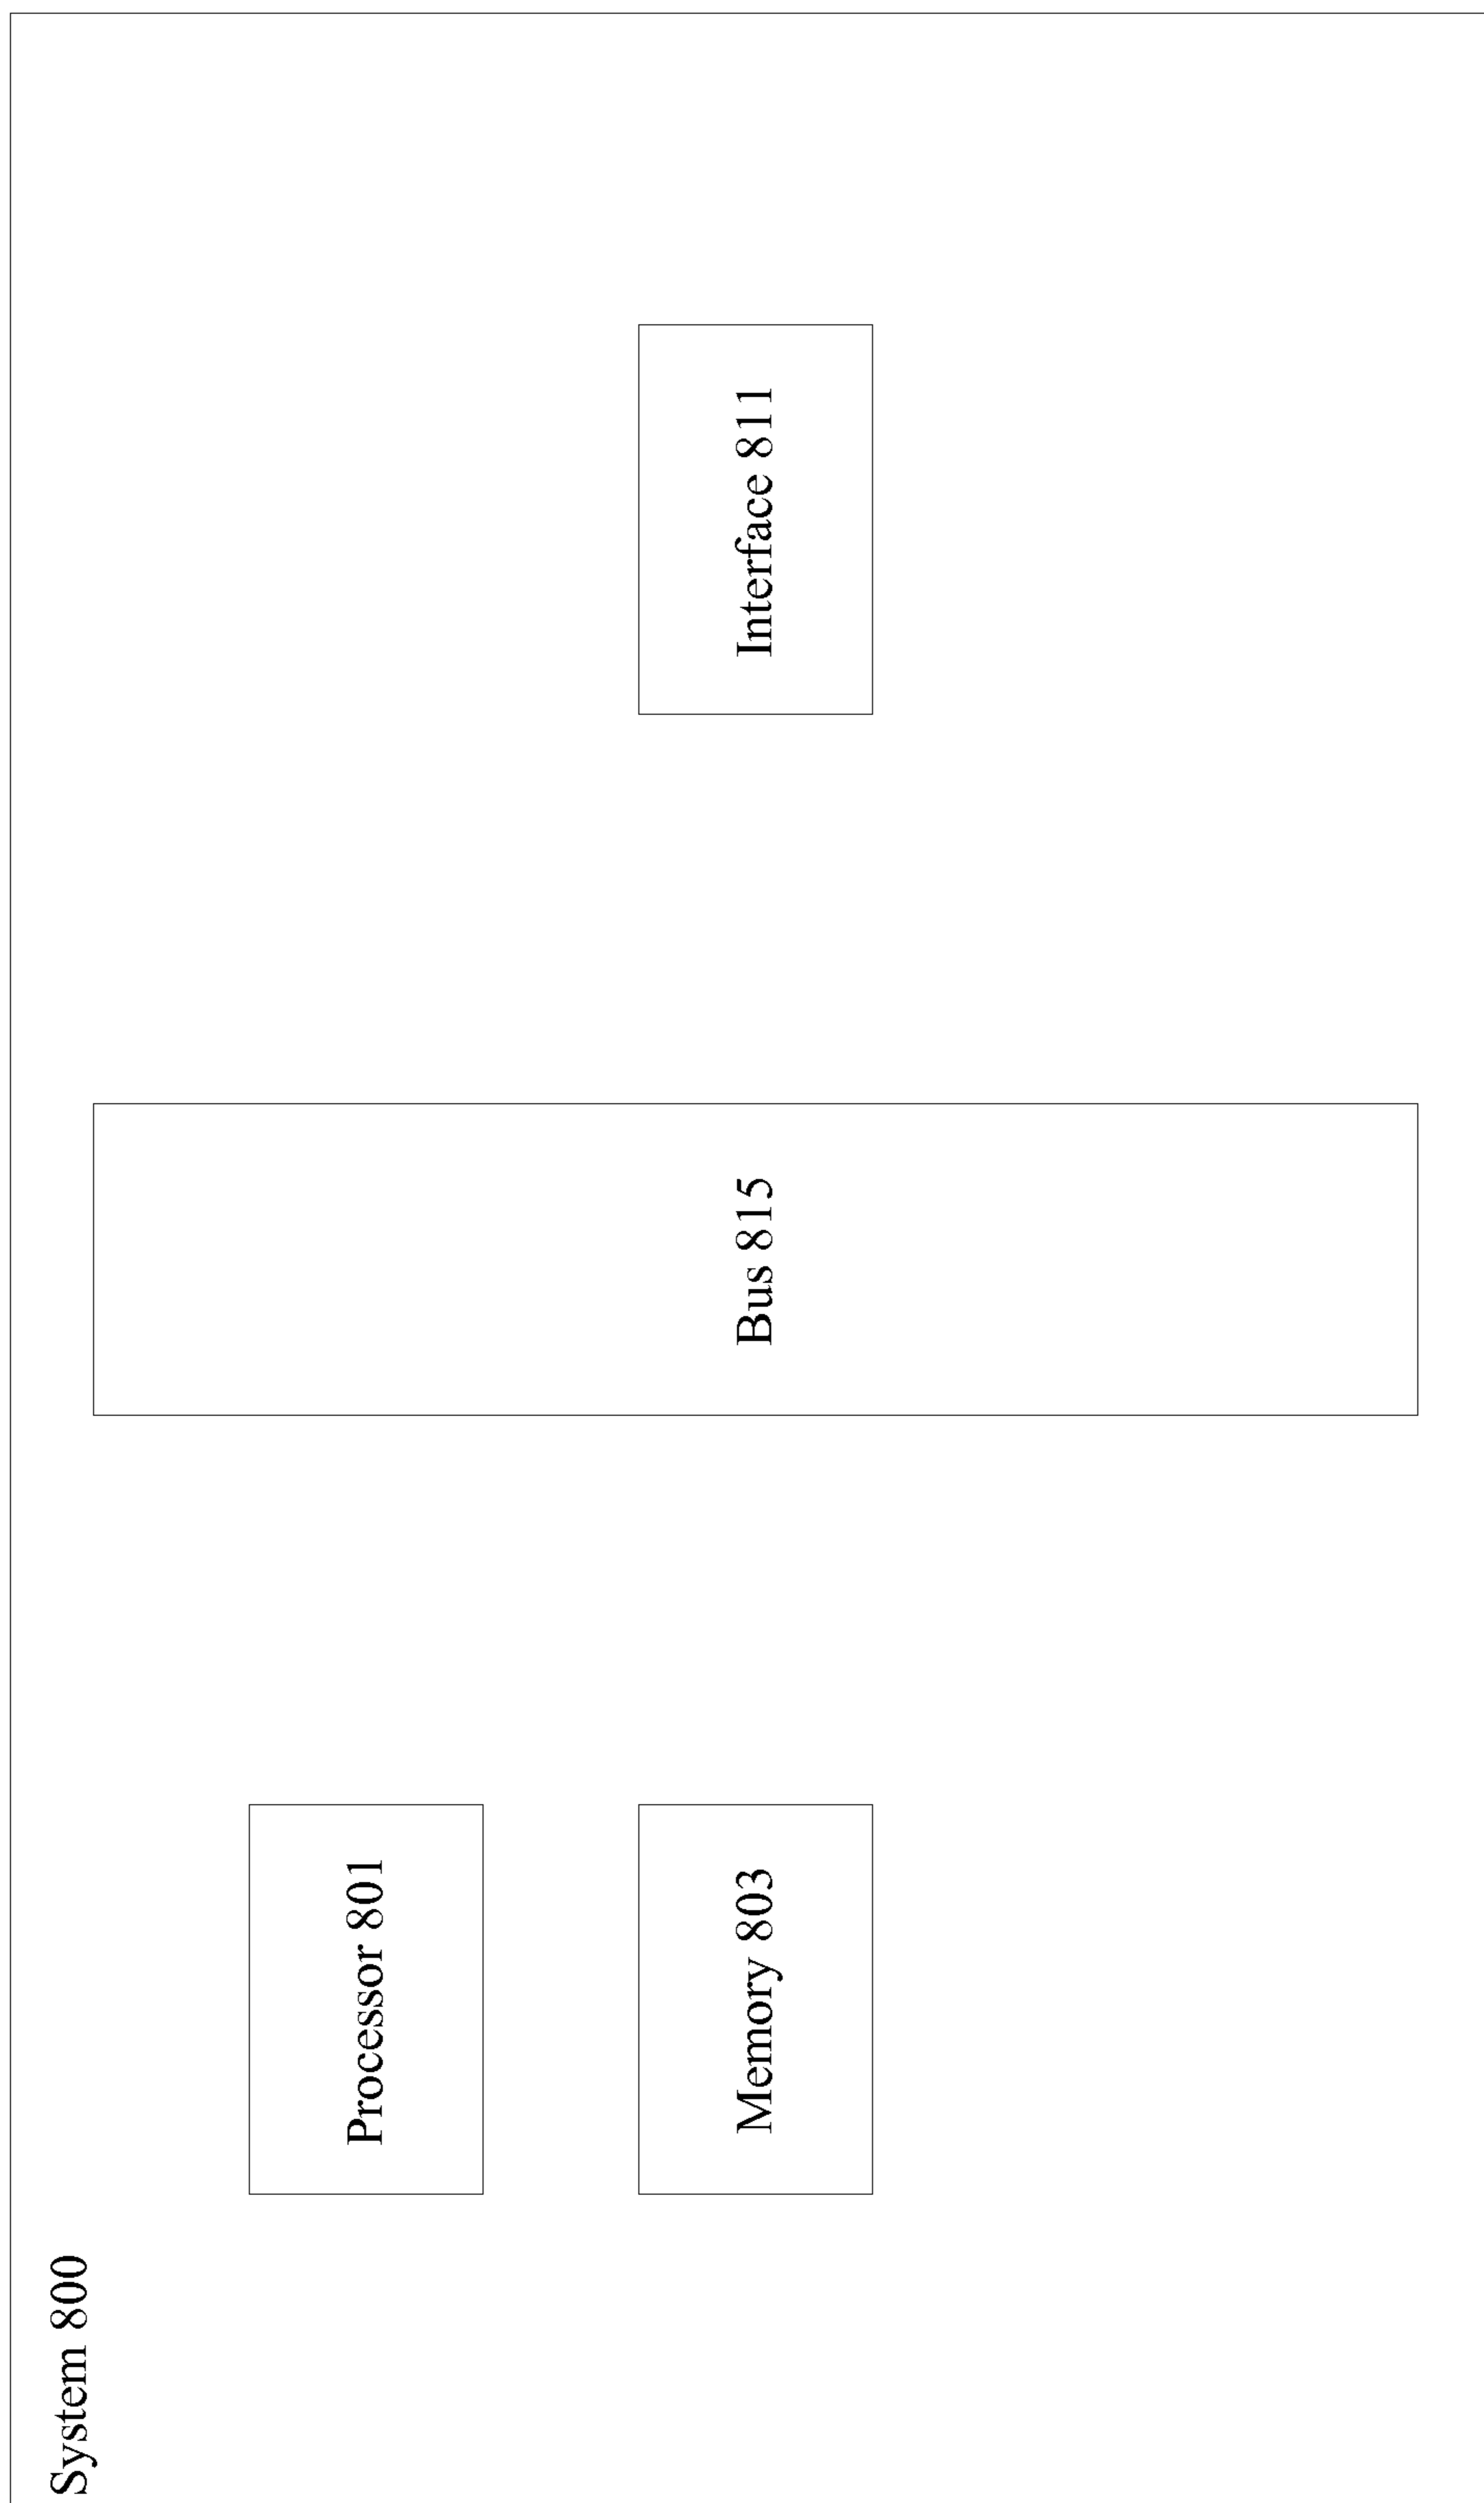 System 800
Processor 801
Memory 803
Bus 815
Interface 811